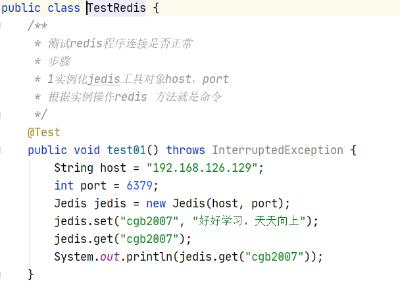 public class TestRedis {
/**
* 测试redis程序连接是否正常
* 步骤
* 1实例化jedis工具对象host，port
* 根据实例操作redis 方法就是命令
*/
@Test
public void test01() throws InterruptedException {
String host = "192.168.126.129";
int port = 6379;
Jedis jedis = new Jedis(host, port);
jedis.set("cgb2007", "好好学习，天天向上");
jedis.get("cgb2007");
System.out.println(jedis.get("cgb2007"));
}